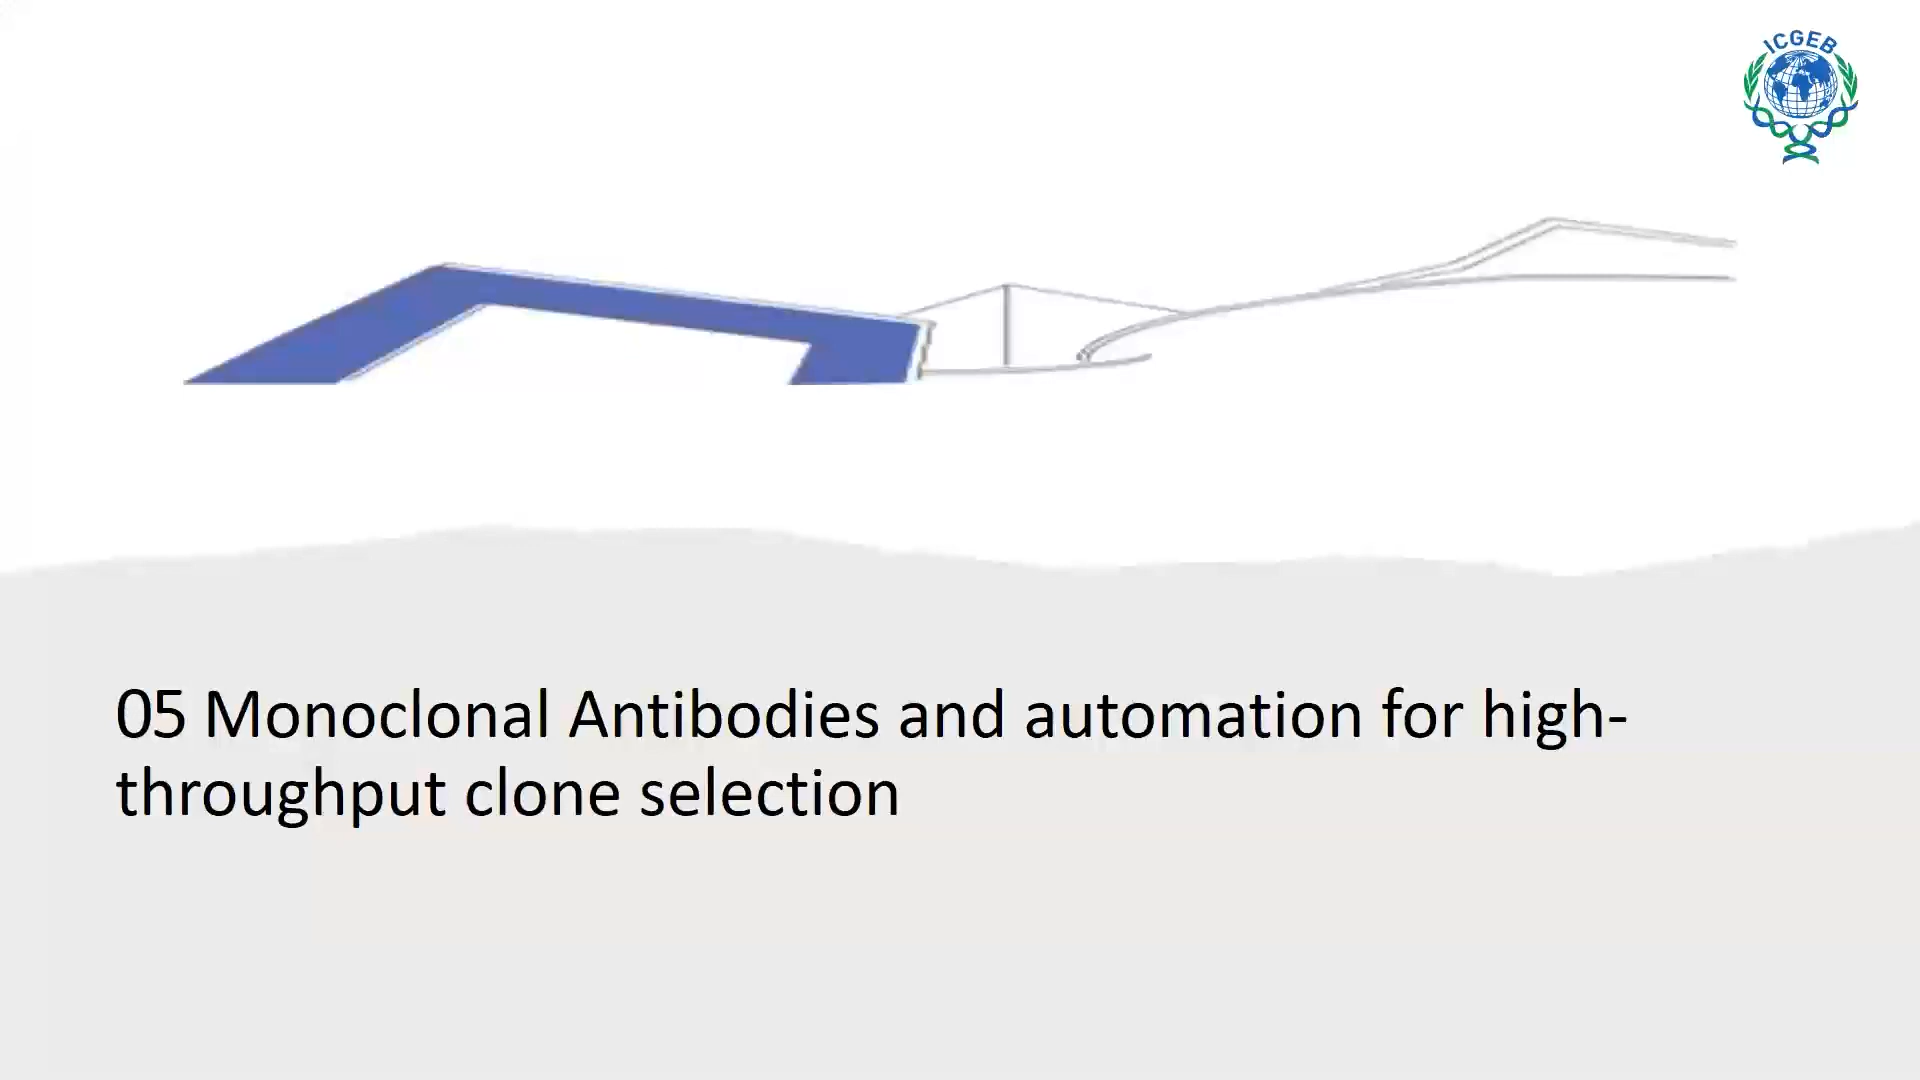 ICGEB
05 Monoclonal Antibodies and automation for high-
throughput clone selection